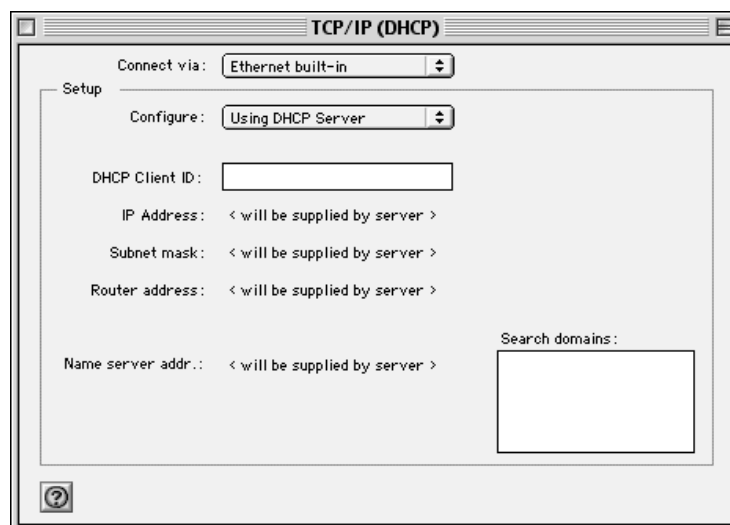 TCP/IP (DHCP)
Connect via: Ethernet built-in
Setup
Configure: Using DHCP Server
DHCP Client ID:
IP Address: < will be supplied by server >
Subnet mask: < will be supplied by server >
Router address: < will be supplied by server >
Search domains:
Name server addr.: < will be supplied by server >
?